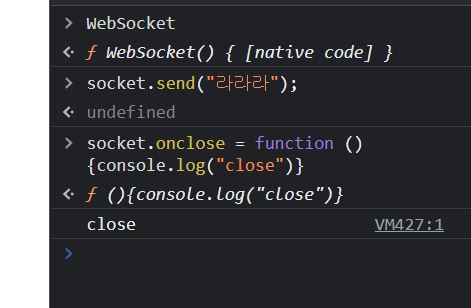 WebSocket
ƒ WebSocket() { [native code] }
socket.send("라라라");
undefined
socket.onclose = function ()
{console.log("close")}
ƒ (){console.log("close")}
close VM427:1